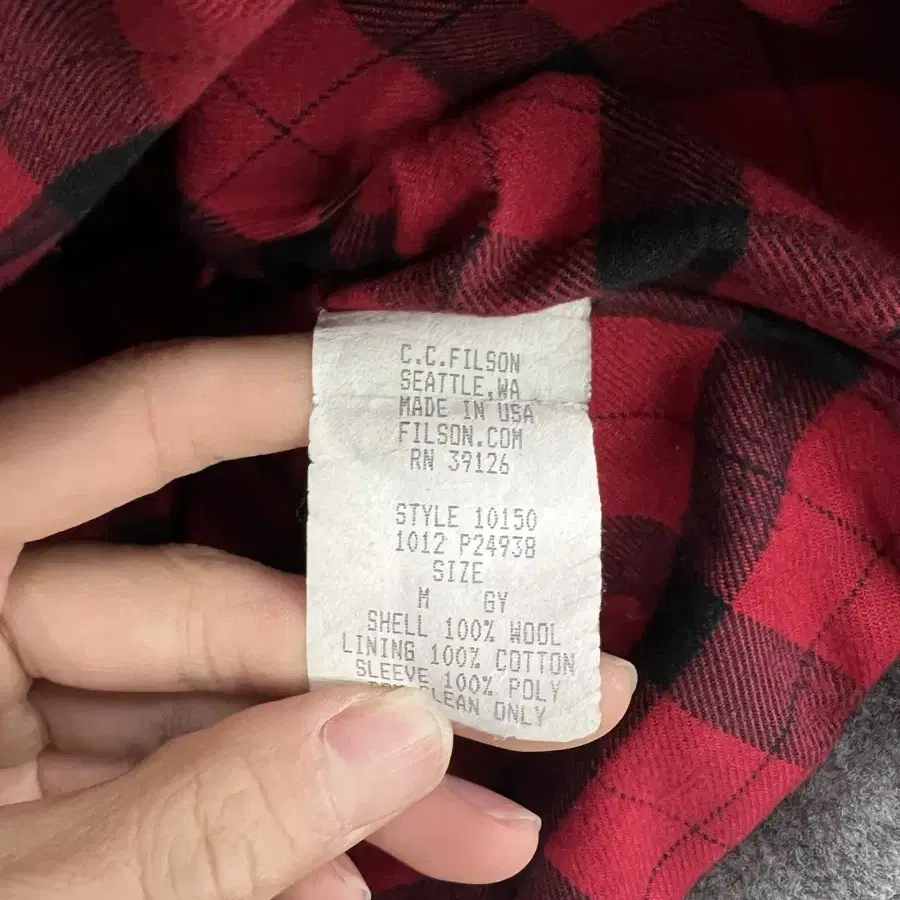 C.C.FILSON
SEATTLE,WA
MADE IN USA
FILSON.COM
RN 39126
STYLE 10150
1012 P24938
SIZE
M GY
SHELL 100% WOOL
LINING 100% COTTON
SLEEVE 100% POLY
CLEAN ONLY